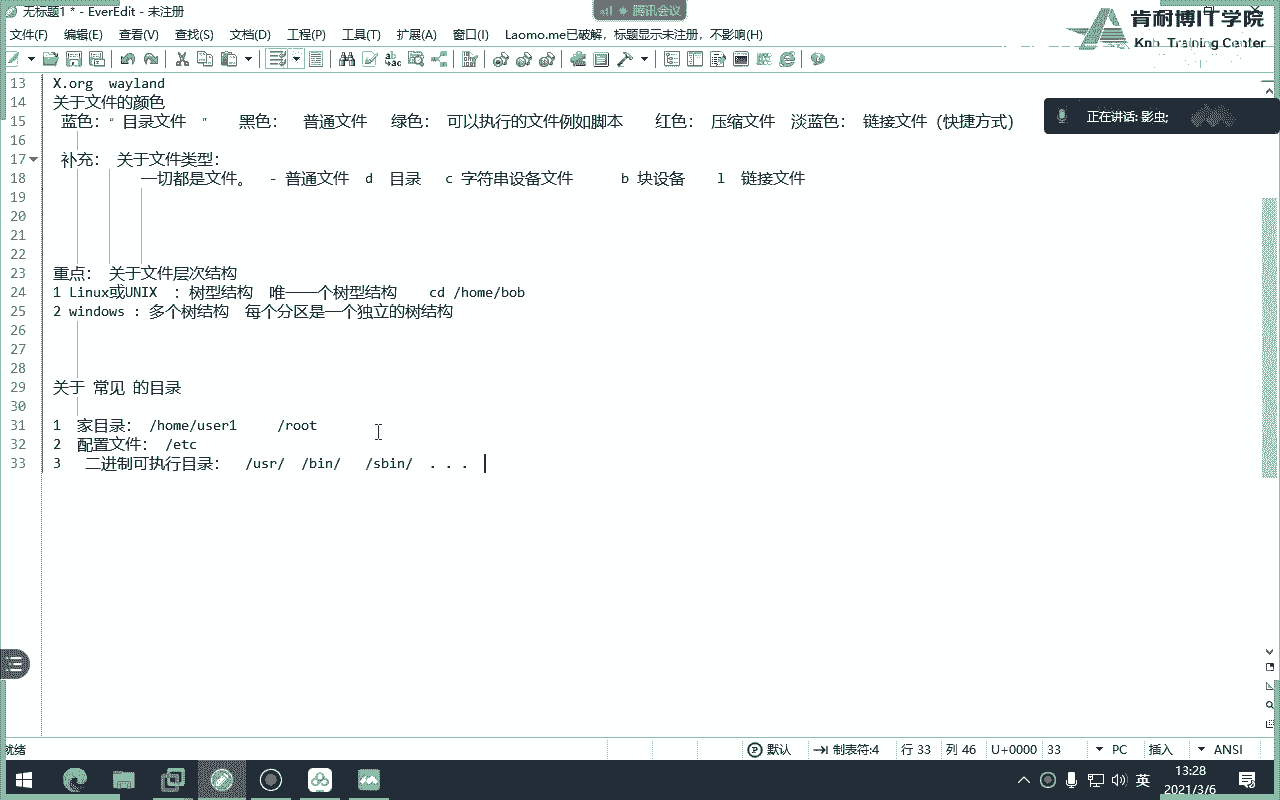 无标题1 * - EverEdit - 未注册
腾讯会议
肯耐博IT学院
Knb Training Center
文件(F) 编辑(E) 查看(V) 查找(S) 文档(D) 工程(P) 工具(T) 扩展(A) 窗口(I) Laomo.me已破解，标题显示未注册，不影响(H)
正在讲话: 影虫;
13 X.org wayland
14 关于文件的颜色
15 蓝色：“ 目录文件 ” 黑色： 普通文件 绿色： 可以执行的文件例如脚本 红色： 压缩文件 淡蓝色： 链接文件（快捷方式）
16
17 补充： 关于文件类型：
18 一切都是文件。 - 普通文件 d 目录 c 字符串设备文件 b 块设备 l 链接文件
19
20
21
22
23 重点： 关于文件层次结构
24 1 Linux或UNIX ：树型结构 唯一一个树型结构 cd /home/bob
25 2 windows : 多个树结构 每个分区是一个独立的树结构
26
27
28
29 关于 常见 的目录
30
31 1 家目录： /home/user1 /root
32 2 配置文件： /etc
33 3 二进制可执行目录： /usr/ /bin/ /sbin/ . . .
就绪 默认 制表符:4 行 33 列 46 U+0000 33 PC 插入 ANSI
英 13:28
2021/3/6